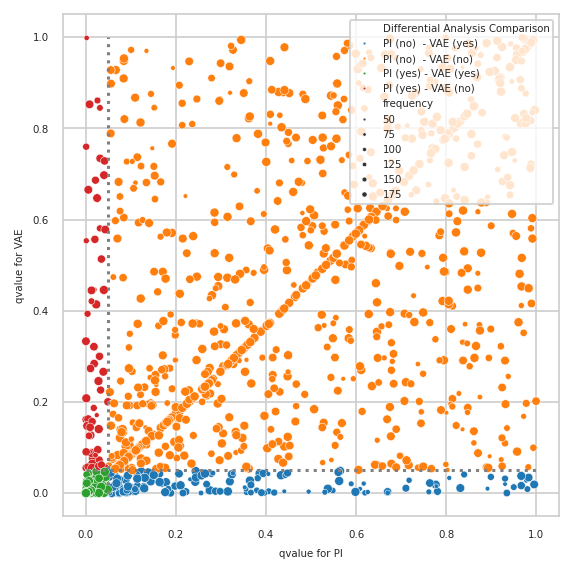 Differential Analysis Comparison
PI (no)  - VAE (yes)
PI (no)  - VAE (no)
PI (yes) - VAE (yes)
PI (yes) - VAE (no)
frequency
50
75
100
125
150
175
1.0
0.8
0.6
0.4
0.2
0.0
qvalue for VAE
0.0 0.2 0.4 0.6 0.8 1.0
qvalue for PI